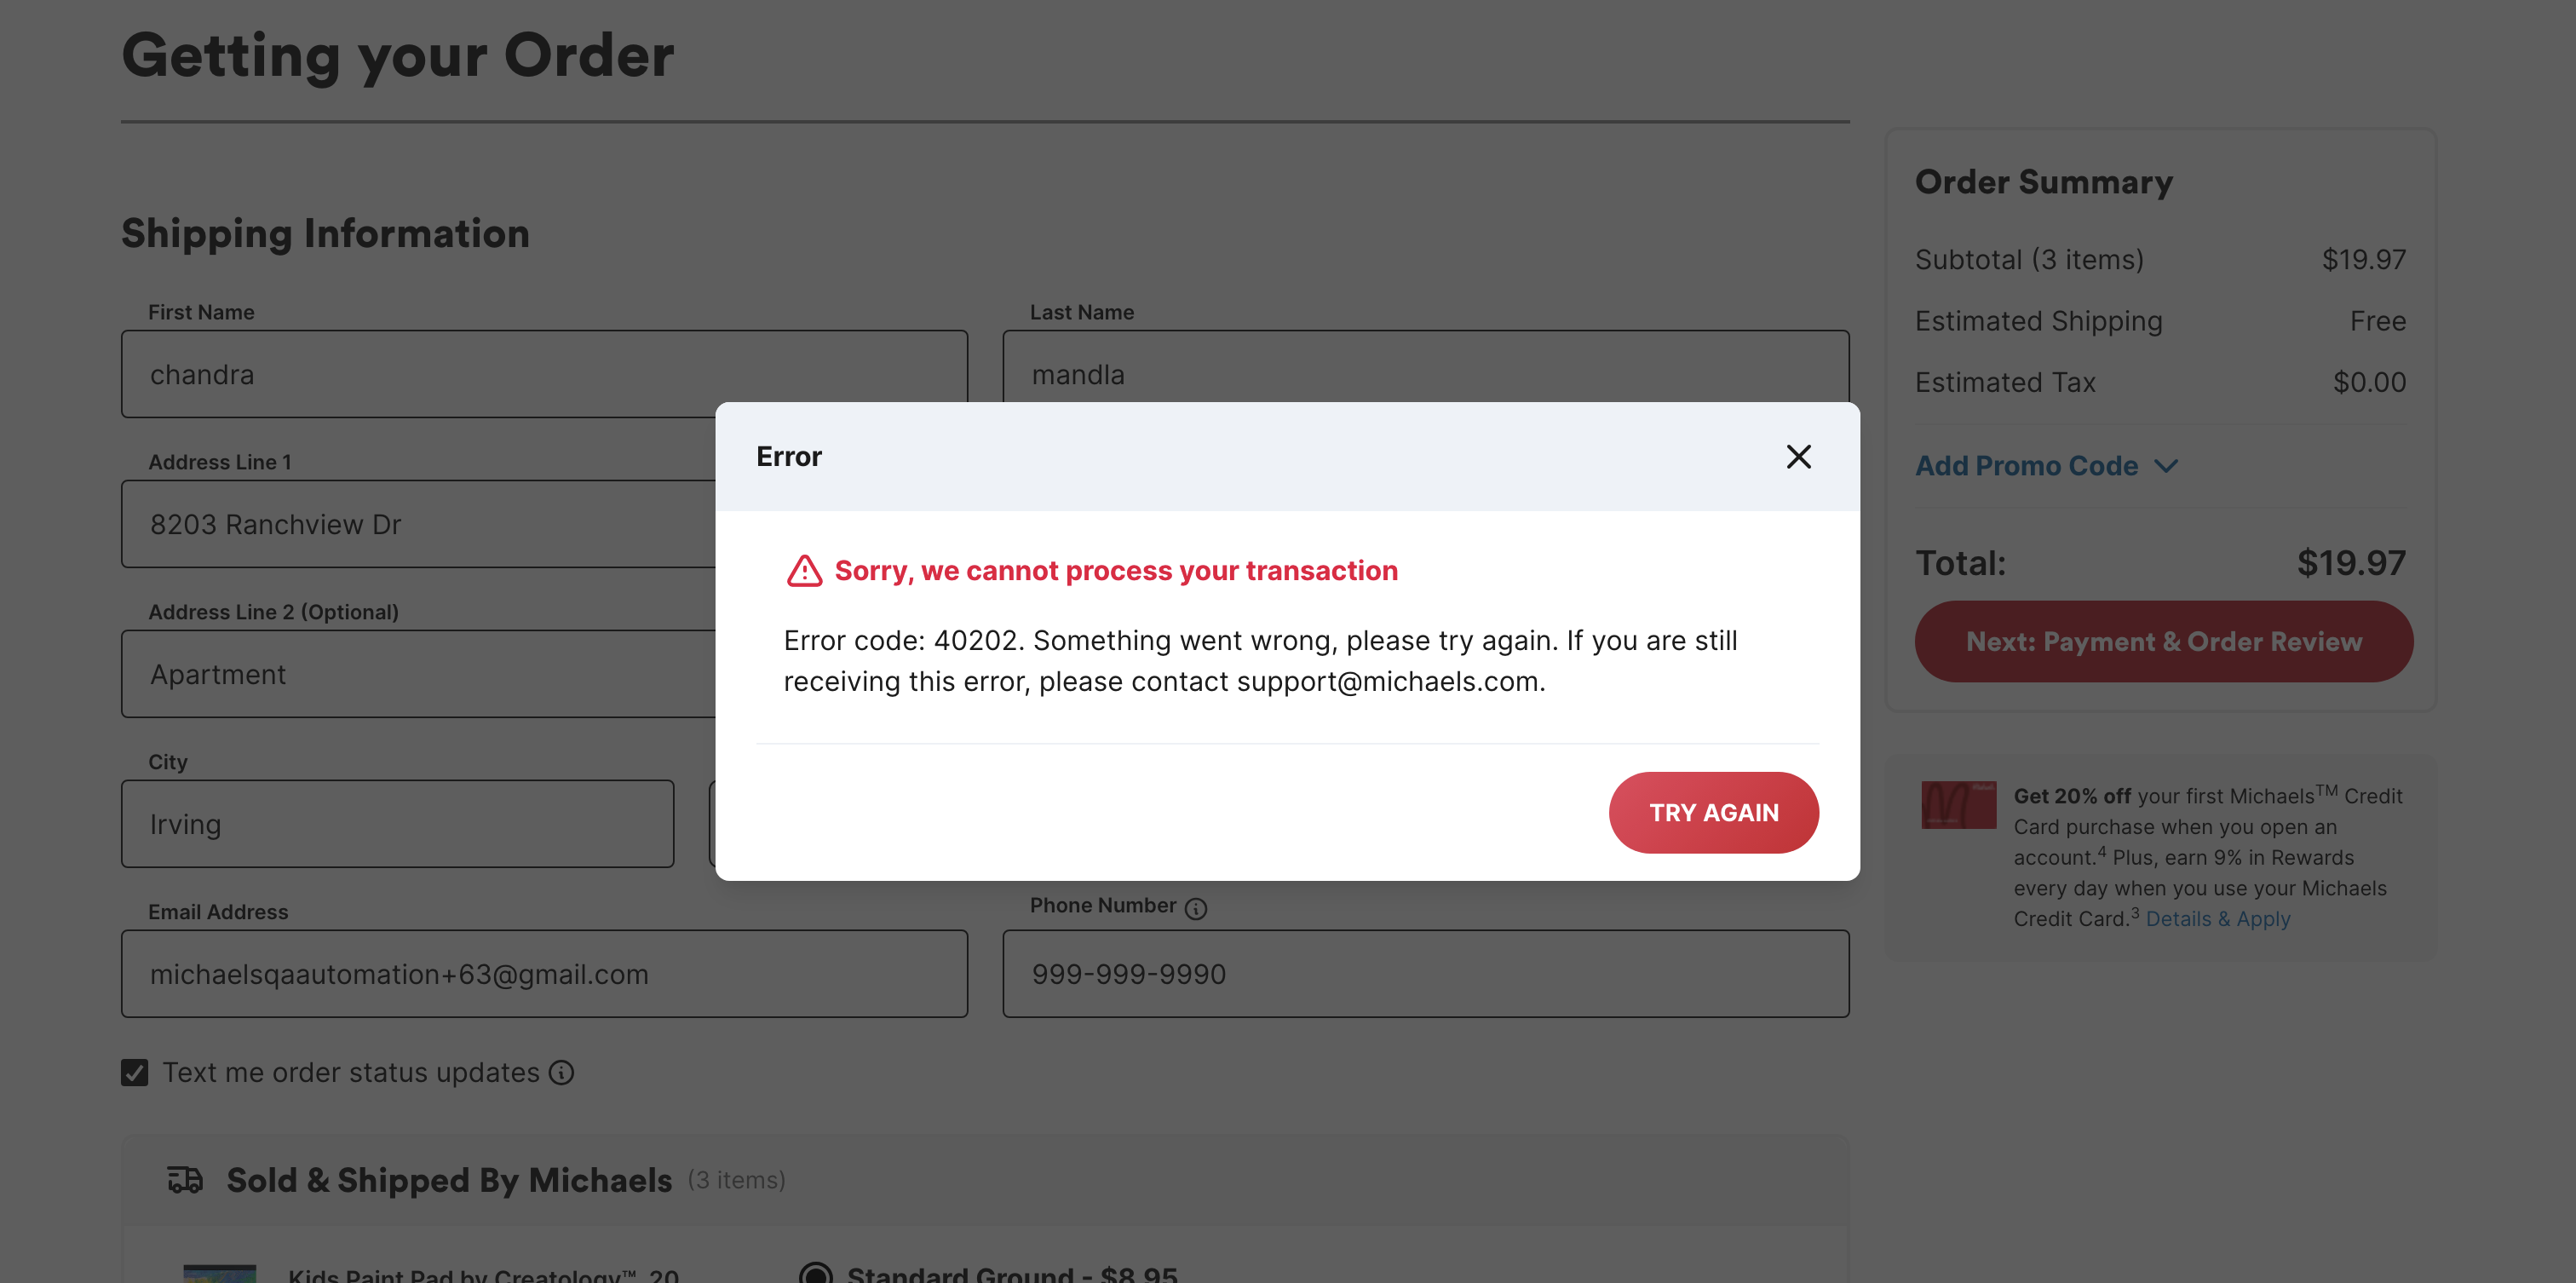 Getting your Order
Shipping Information
First Name
Last Name
chandra
mandla
Address Line 1
8203 Ranchview Dr
Address Line 2 (Optional)
Apartment
City
Irving
Email Address
Phone Number
michaelsqaautomation+63@gmail.com
999-999-9990
Text me order status updates
Sold & Shipped By Michaels (3 items)
Kids Paint Pad by Creatology™, 20
Standard Ground - $8.95
Error
Sorry, we cannot process your transaction
Error code: 40202. Something went wrong, please try again. If you are still
receiving this error, please contact support@michaels.com.
TRY AGAIN
Order Summary
Subtotal (3 items) $19.97
Estimated Shipping Free
Estimated Tax $0.00
Add Promo Code
Total: $19.97
Next: Payment & Order Review
Get 20% off your first Michaels™ Credit
Card purchase when you open an
account.4 Plus, earn 9% in Rewards
every day when you use your Michaels
Credit Card.3 Details & Apply